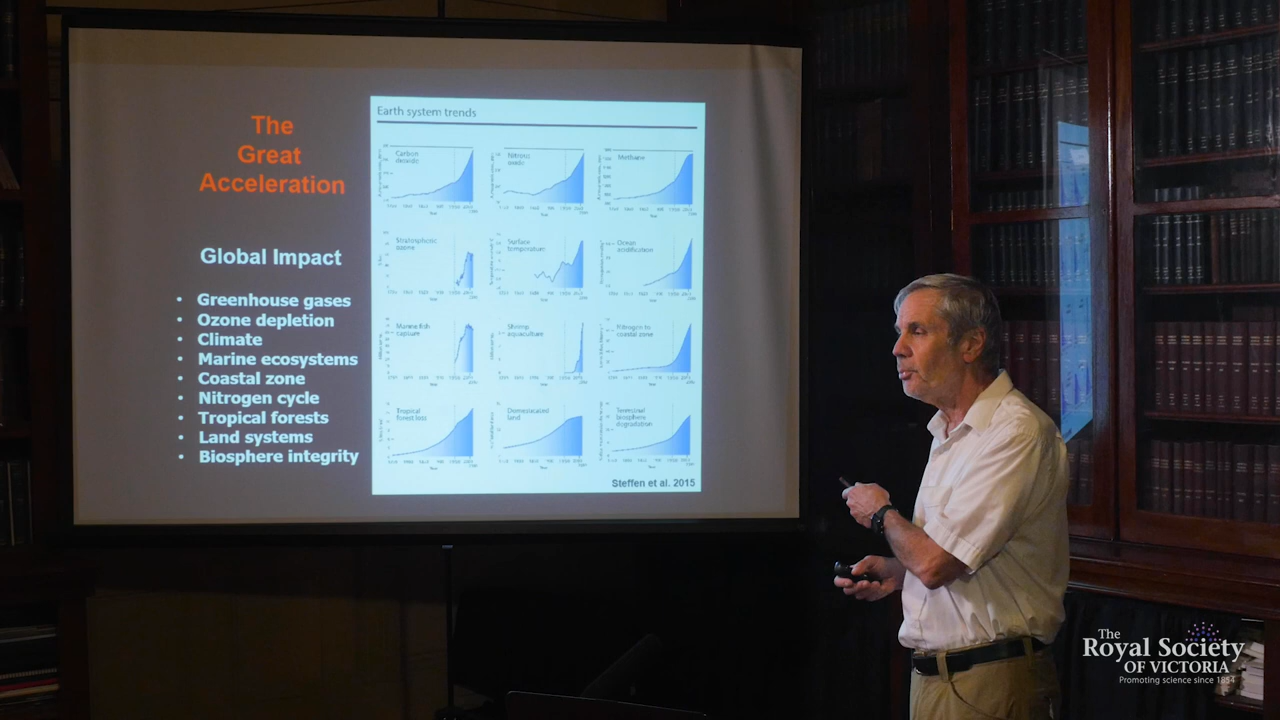 The
Great
Acceleration
Global Impact
• Greenhouse gases
• Ozone depletion
• Climate
• Marine ecosystems
• Coastal zone
• Nitrogen cycle
• Tropical forests
• Land systems
• Biosphere integrity
Earth system trends
Carbon
dioxide
Nitrous
oxide
Methane
Stratospheric
ozone
Surface
temperature
Ocean
acidification
Marine fish
capture
Shrimp
aquaculture
Nitrogen to
coastal zone
Tropical
forest loss
Domesticated
land
Terrestrial
biosphere
degradation
Steffen et al. 2015
The
Royal Society
OF VICTORIA
Promoting science since 1854